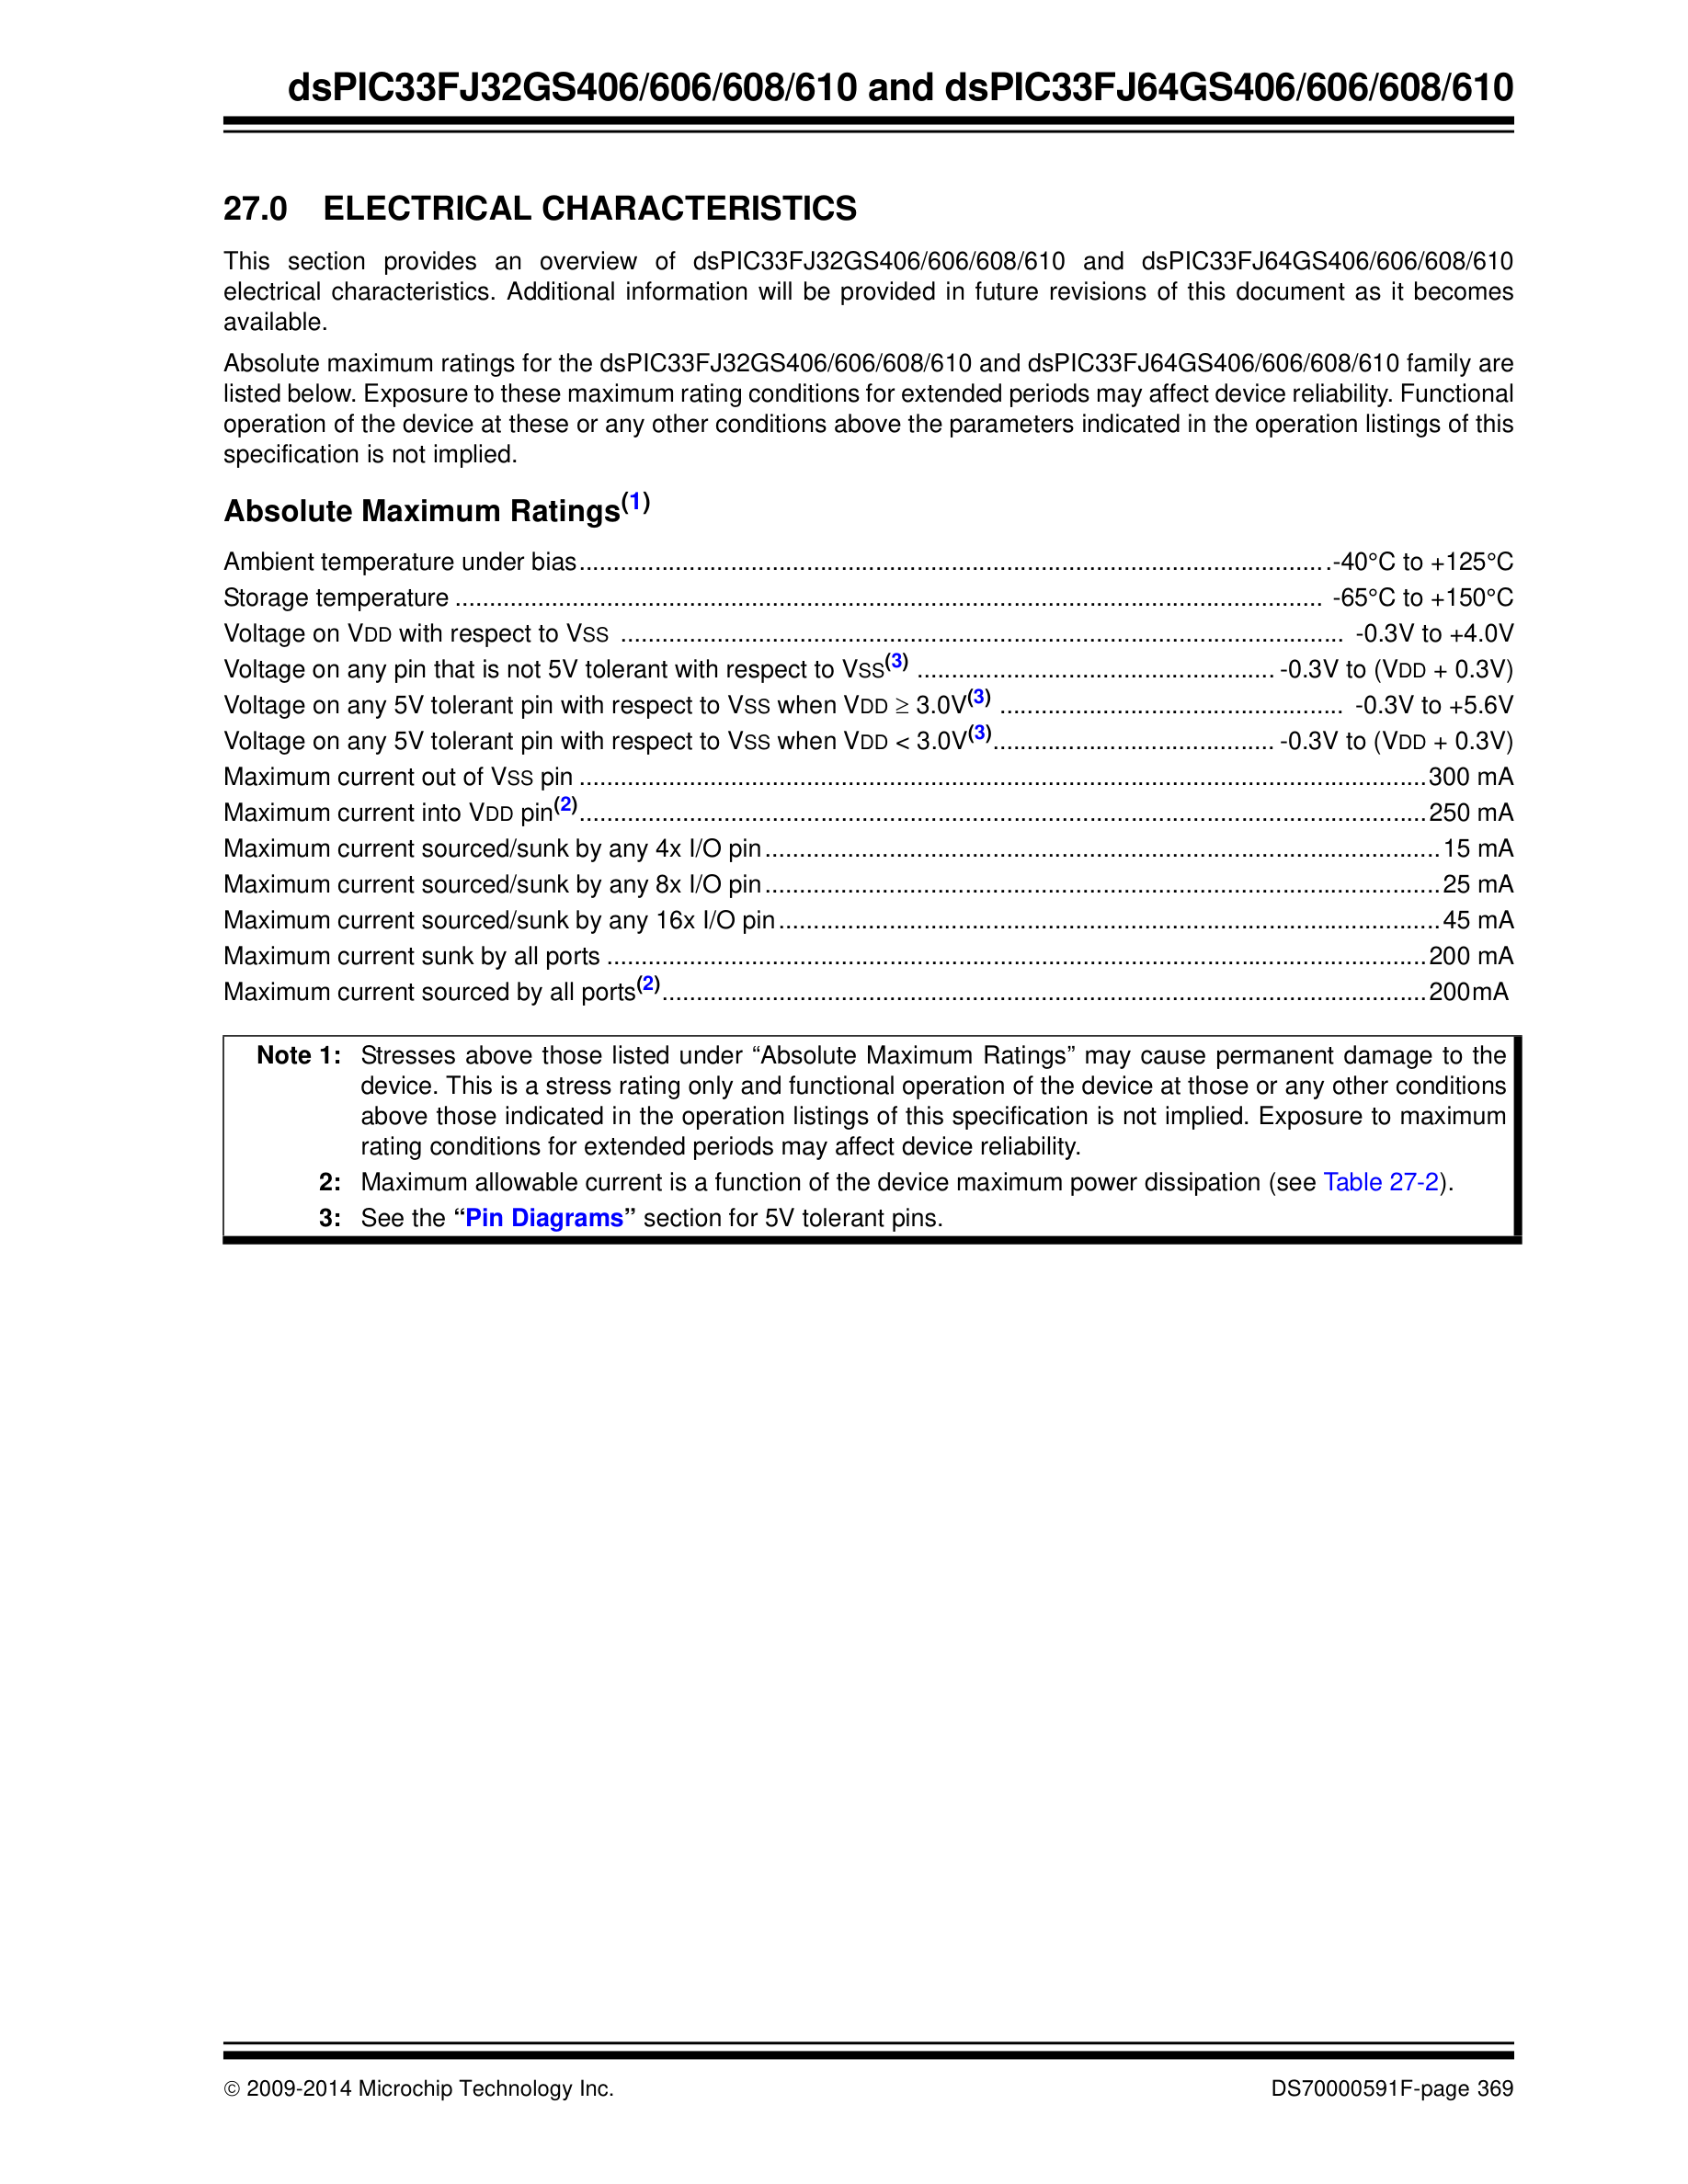 dsPIC33FJ32GS406/606/608/610 and dsPIC33FJ64GS406/606/608/610
27.0 ELECTRICAL CHARACTERISTICS
This section provides an overview of dsPIC33FJ32GS406/606/608/610 and dsPIC33FJ64GS406/606/608/610
electrical characteristics. Additional information will be provided in future revisions of this document as it becomes
available.
Absolute maximum ratings for the dsPIC33FJ32GS406/606/608/610 and dsPIC33FJ64GS406/606/608/610 family are
listed below. Exposure to these maximum rating conditions for extended periods may affect device reliability. Functional
operation of the device at these or any other conditions above the parameters indicated in the operation listings of this
specification is not implied.
Absolute Maximum Ratings(1)
Ambient temperature under bias.............................................................................................................-40°C to +125°C
Storage temperature .............................................................................................................................. -65°C to +150°C
Voltage on VDD with respect to VSS ......................................................................................................... -0.3V to +4.0V
Voltage on any pin that is not 5V tolerant with respect to VSS(3) .................................................... -0.3V to (VDD + 0.3V)
Voltage on any 5V tolerant pin with respect to VSS when VDD ≥ 3.0V(3) .................................................. -0.3V to +5.6V
Voltage on any 5V tolerant pin with respect to VSS when VDD < 3.0V(3)......................................... -0.3V to (VDD + 0.3V)
Maximum current out of VSS pin ...........................................................................................................................300 mA
Maximum current into VDD pin(2)...........................................................................................................................250 mA
Maximum current sourced/sunk by any 4x I/O pin..................................................................................................15 mA
Maximum current sourced/sunk by any 8x I/O pin..................................................................................................25 mA
Maximum current sourced/sunk by any 16x I/O pin................................................................................................45 mA
Maximum current sunk by all ports .......................................................................................................................200 mA
Maximum current sourced by all ports(2)...............................................................................................................200mA
Note 1: Stresses above those listed under “Absolute Maximum Ratings” may cause permanent damage to the
device. This is a stress rating only and functional operation of the device at those or any other conditions
above those indicated in the operation listings of this specification is not implied. Exposure to maximum
rating conditions for extended periods may affect device reliability.
2: Maximum allowable current is a function of the device maximum power dissipation (see Table 27-2).
3: See the “Pin Diagrams” section for 5V tolerant pins.
© 2009-2014 Microchip Technology Inc. DS70000591F-page 369